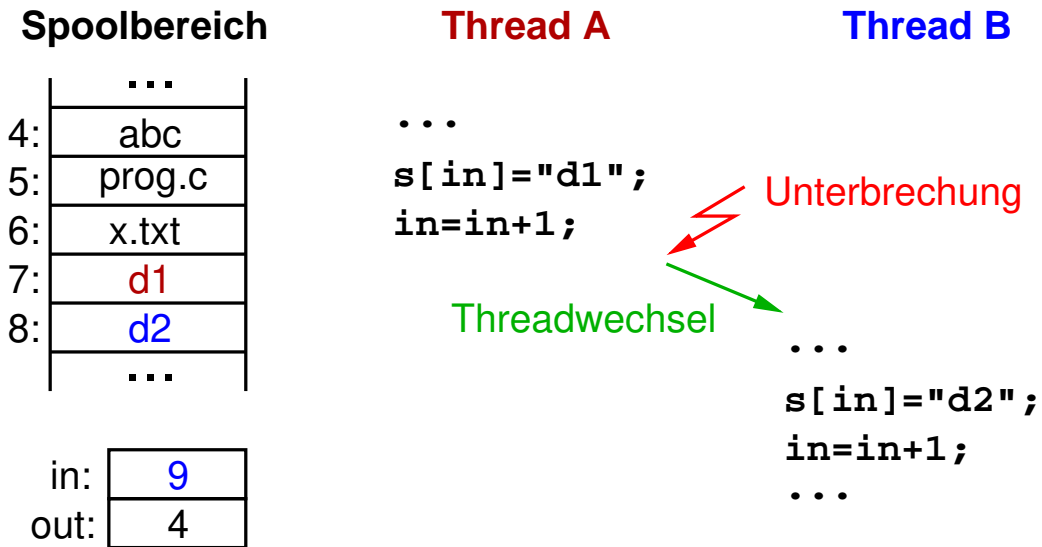 Spoolbereich
...
4: abc
5: prog.c
6: x.txt
7: d1
8: d2
...
in: 9
out: 4
Thread A
...
s[in]="d1";
in=in+1;
Unterbrechung
Threadwechsel
Thread B
...
s[in]="d2";
in=in+1;
...